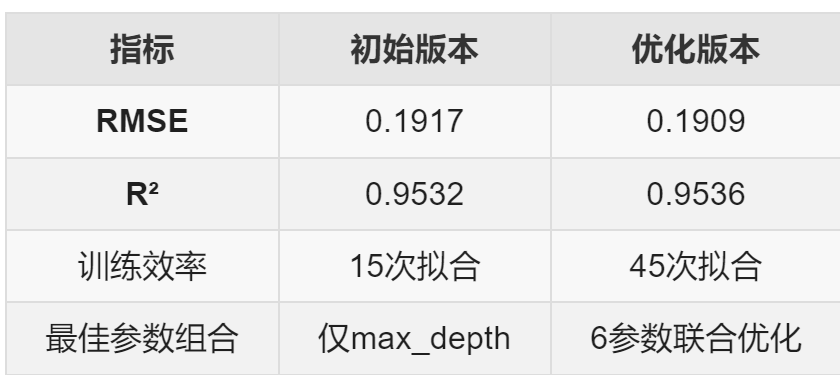 指标 初始版本 优化版本
RMSE 0.1917 0.1909
R² 0.9532 0.9536
训练效率 15次拟合 45次拟合
最佳参数组合 仅max_depth 6参数联合优化